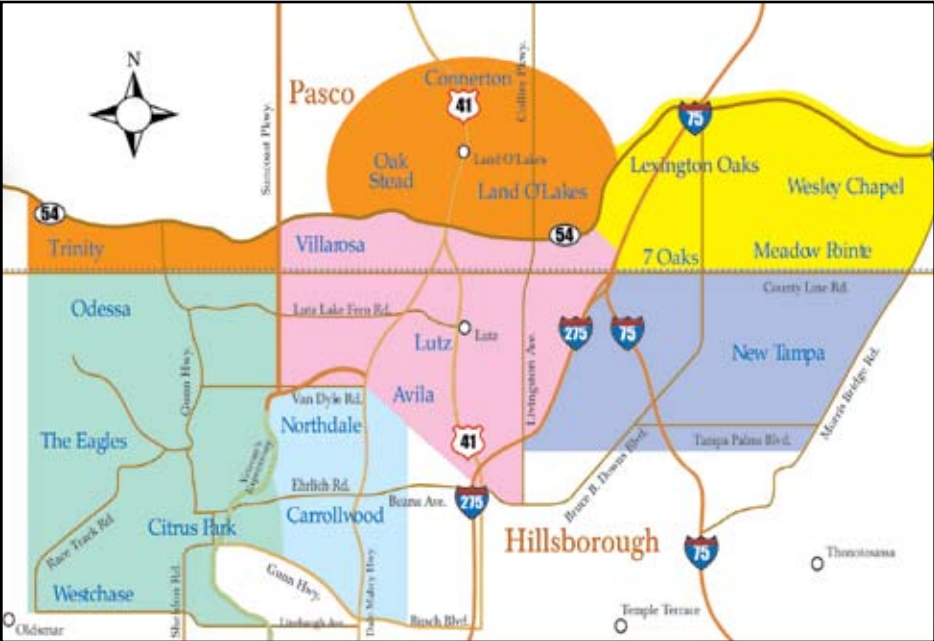 N
Pasco
Suncoast Pkwy.
Connerton
41
Collier Pkwy.
75
Land O'Lakes
Oak
Stead
Land O'Lakes
Lexington Oaks
Wesley Chapel
54
54
Trinity
Villarosa
7 Oaks
Meadow Pointe
County Line Rd.
Odessa
Lutz Lake Fern Rd.
Lutz
Lutz
275
75
New Tampa
Gunn Hwy.
Livingston Ave.
Morris Bridge Rd.
Van Dyke Rd.
Avila
Northdale
The Eagles
41
Tampa Palms Blvd.
Veteran's
Expressway
Ehrlich Rd.
Bearss Ave.
275
Bruce B. Downs Blvd.
Citrus Park
Carrollwood
Hillsborough
75
Race Track Rd.
Thonotosassa
Gunn Hwy.
Westchase
Sheldon Rd.
Dale Mabry Hwy
Linebaugh Ave.
Busch Blvd.
Temple Terrace
Oldsmar